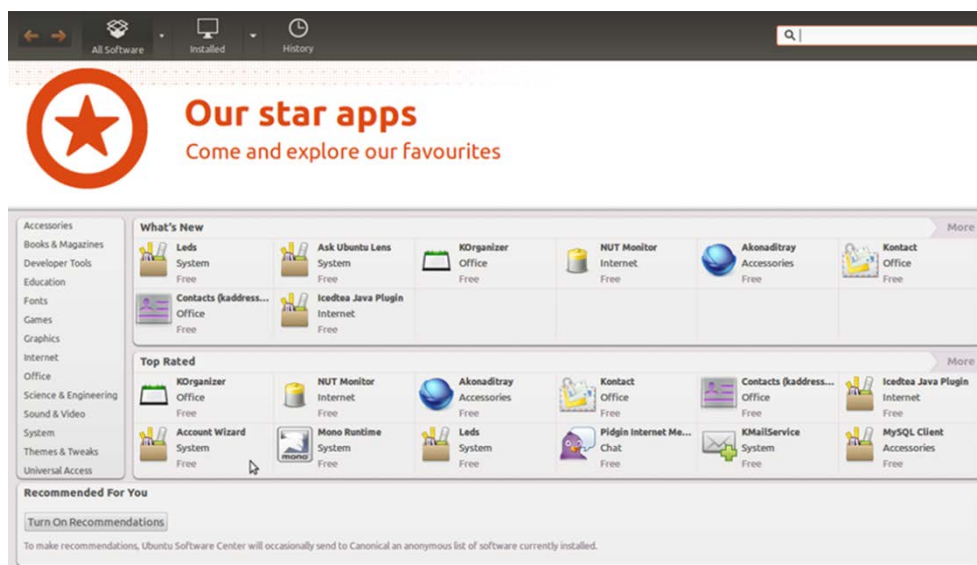 All Software
Installed
History
Our star apps
Come and explore our favourites
Accessories
Books & Magazines
Developer Tools
Education
Fonts
Games
Graphics
Internet
Office
Science & Engineering
Sound & Video
System
Themes & Tweaks
Universal Access
What's New
More
Leds
System
Free
Ask Ubuntu Lens
System
Free
KOrganizer
Office
Free
NUT Monitor
Internet
Free
Akonaditray
Accessories
Free
Kontact
Office
Free
Contacts (kaddress...
Office
Free
Icedtea Java Plugin
Internet
Free
Top Rated
More
KOrganizer
Office
Free
NUT Monitor
Internet
Free
Akonaditray
Accessories
Free
Kontact
Office
Free
Contacts (kaddress...
Office
Free
Icedtea Java Plugin
Internet
Free
Account Wizard
System
Free
mono
Mono Runtime
System
Free
Leds
System
Free
Pidgin Internet Me...
Chat
Free
KMailService
System
Free
MySQL Client
Accessories
Free
Recommended For You
Turn On Recommendations
To make recommendations, Ubuntu Software Center will occasionally send to Canonical an anonymous list of software currently installed.